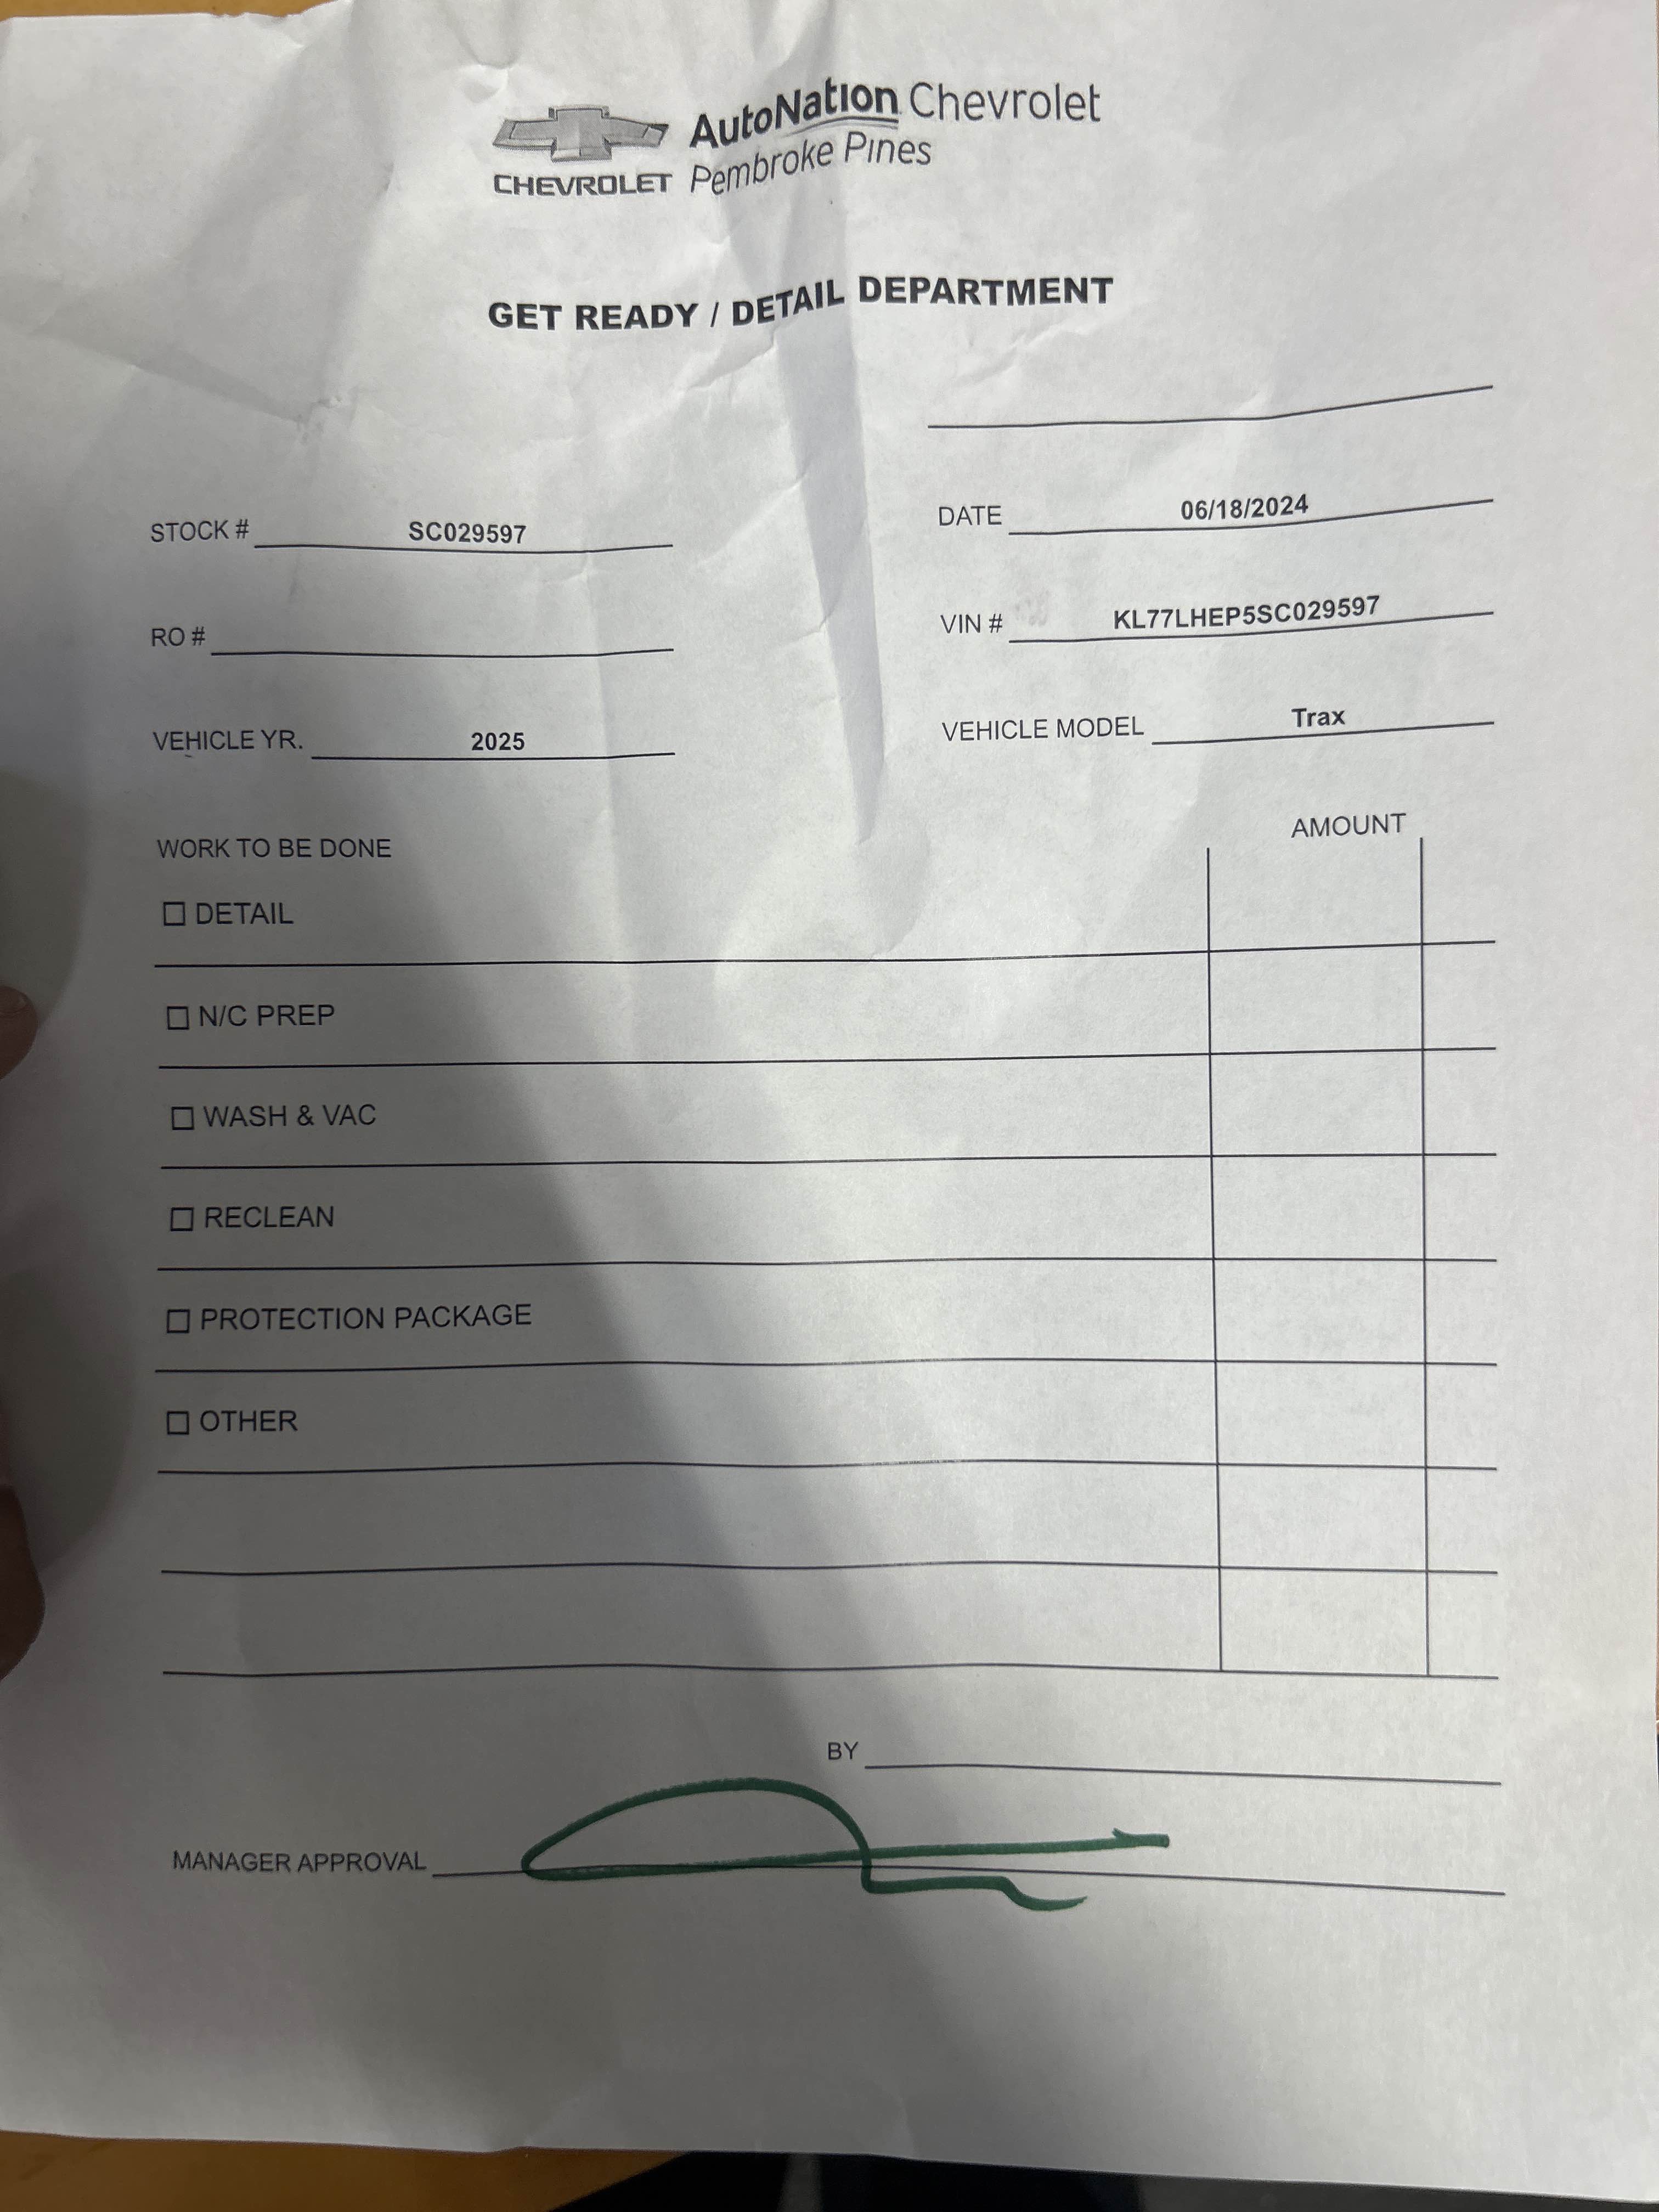 AutoNation Chevrolet
CHEVROLET Pembroke Pines
GET READY / DETAIL DEPARTMENT
STOCK # SC029597
DATE 06/18/2024
RO #
VIN # KL77LHEP5SC029597
VEHICLE YR. 2025
VEHICLE MODEL Trax
WORK TO BE DONE
AMOUNT
DETAIL
N/C PREP
WASH & VAC
RECLEAN
PROTECTION PACKAGE
OTHER
BY
MANAGER APPROVAL